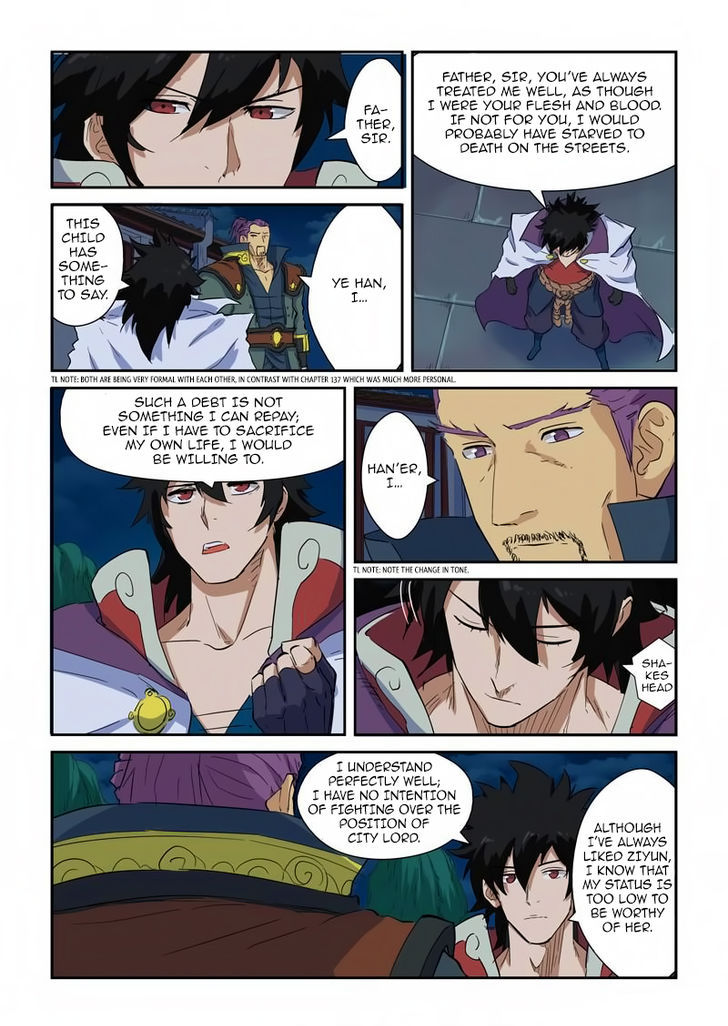 FA-
THER,
SIR.
FATHER, SIR, YOU'VE ALWAYS
TREATED ME WELL, AS THOUGH
I WERE YOUR FLESH AND BLOOD.
IF NOT FOR YOU, I WOULD
PROBABLY HAVE STARVED TO
DEATH ON THE STREETS.
THIS
CHILD
HAS
SOME-
THING
TO SAY.
YE HAN,
I...
TL NOTE: BOTH ARE BEING VERY FORMAL WITH EACH OTHER, IN CONTRAST WITH CHAPTER 137 WHICH WAS MUCH MORE PERSONAL.
SUCH A DEBT IS NOT
SOMETHING I CAN REPAY;
EVEN IF I HAVE TO SACRIFICE
MY OWN LIFE, I WOULD
BE WILLING TO.
HAN'ER,
I...
TL NOTE: NOTE THE CHANGE IN TONE.
SHA-
KES
HEAD
I UNDERSTAND
PERFECTLY WELL;
I HAVE NO INTENTION
OF FIGHTING OVER THE
POSITION OF
CITY LORD.
ALTHOUGH
I'VE ALWAYS
LIKED ZIYUN,
I KNOW THAT
MY STATUS IS
TOO LOW TO
BE WORTHY
OF HER.